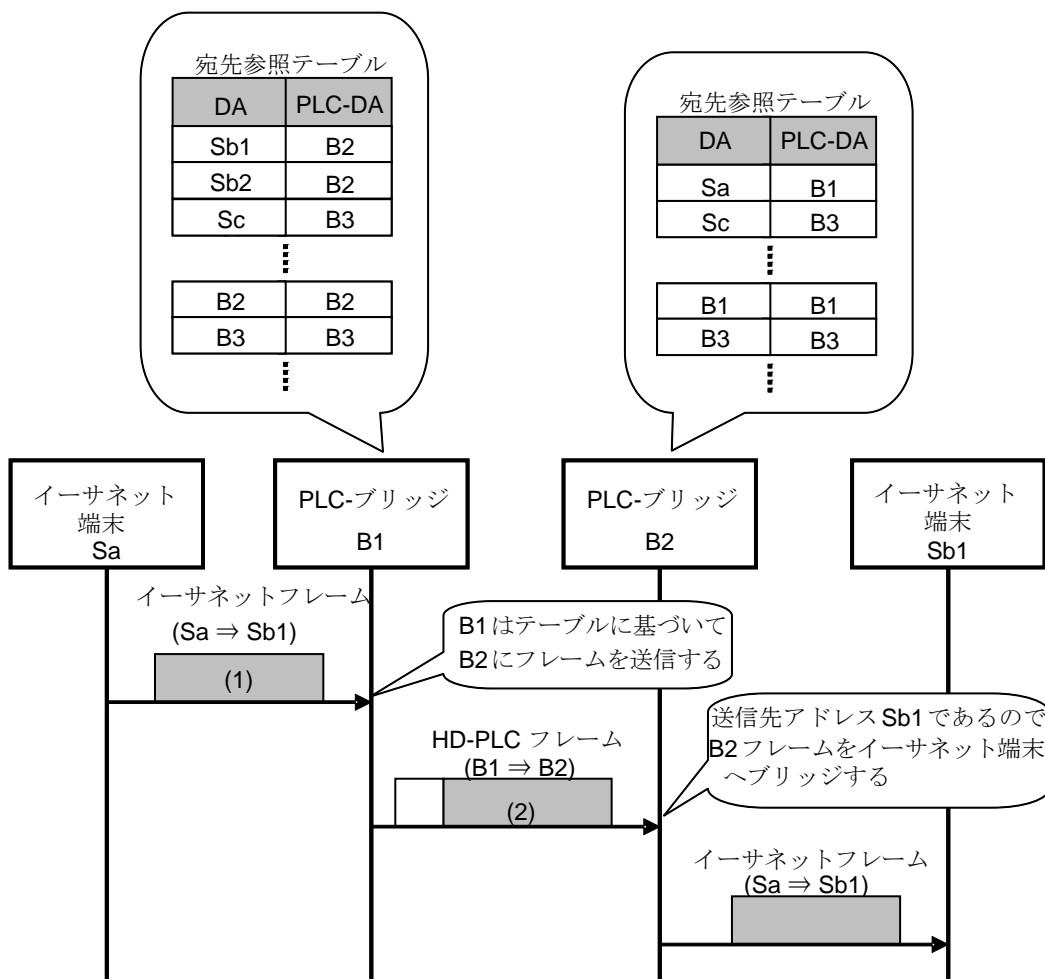 宛先参照テーブル
DA PLC-DA
Sb1 B2
Sb2 B2
Sc B3
B2 B2
B3 B3
宛先参照テーブル
DA PLC-DA
Sa B1
Sc B3
B1 B1
B3 B3
イーサネット
端末
Sa
PLC-ブリッジ
B1
PLC-ブリッジ
B2
イーサネット
端末
Sb1
イーサネットフレーム
(Sa ⇒ Sb1)
(1)
B1はテーブルに基づいて
B2にフレームを送信する
HD-PLC フレーム
(B1 ⇒ B2)
(2)
送信先アドレスSb1であるので
B2フレームをイーサネット端末
へブリッジする
イーサネットフレーム
(Sa ⇒ Sb1)